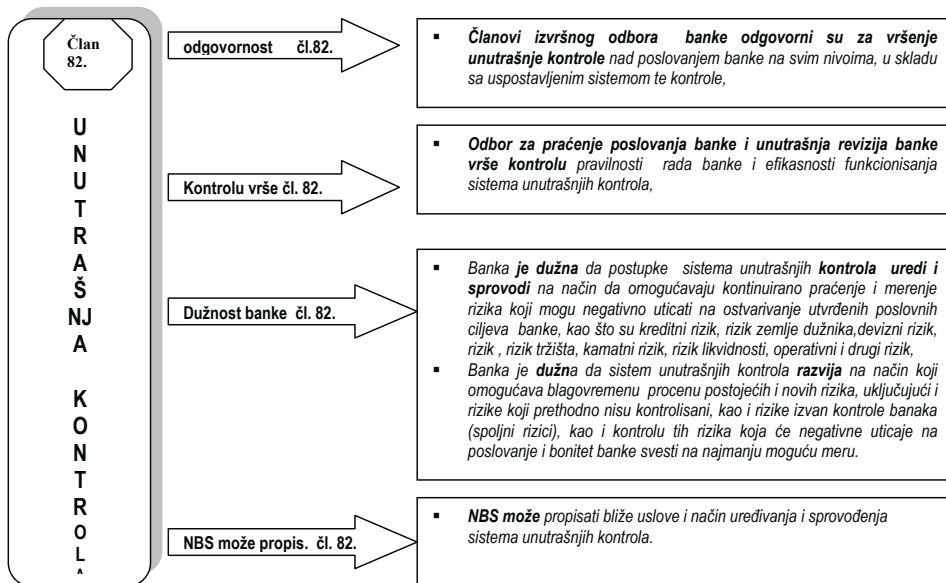 Član
82.
U
N
U
T
R
A
Š
NJ
A
K
O
N
T
R
O
L
A
odgovornost čl.82.
▪ Članovi izvršnog odbora banke odgovorni su za vršenje
unutrašnje kontrole nad poslovanjem banke na svim nivoima, u skladu
sa uspostavljenim sistemom te kontrole,
Kontrolu vrše čl. 82.
▪ Odbor za praćenje poslovanja banke i unutrašnja revizija banke
vrše kontrolu pravilnosti rada banke i efikasnosti funkcionisanja
sistema unutrašnjih kontrola,
Dužnost banke čl. 82.
▪ Banka je dužna da postupke sistema unutrašnjih kontrola uredi i
sprovodi na način da omogućavaju kontinuirano praćenje i merenje
rizika koji mogu negativno uticati na ostvarivanje utvrđenih poslovnih
ciljeva banke, kao što su kreditni rizik, rizik zemlje dužnika,devizni rizik,
rizik , rizik tržišta, kamatni rizik, rizik likvidnosti, operativni i drugi rizik,
▪ Banka je dužna da sistem unutrašnjih kontrola razvija na način koji
omogućava blagovremenu procenu postojećih i novih rizika, uključujući i
rizike koji prethodno nisu kontrolisani, kao i rizike izvan kontrole banaka
(spoljni rizici), kao i kontrolu tih rizika koja će negativne uticaje na
poslovanje i bonitet banke svesti na najmanju moguću meru.
NBS može propis. čl. 82.
▪ NBS može propisati bliže uslove i način uređivanja i sprovođenja
sistema unutrašnjih kontrola.